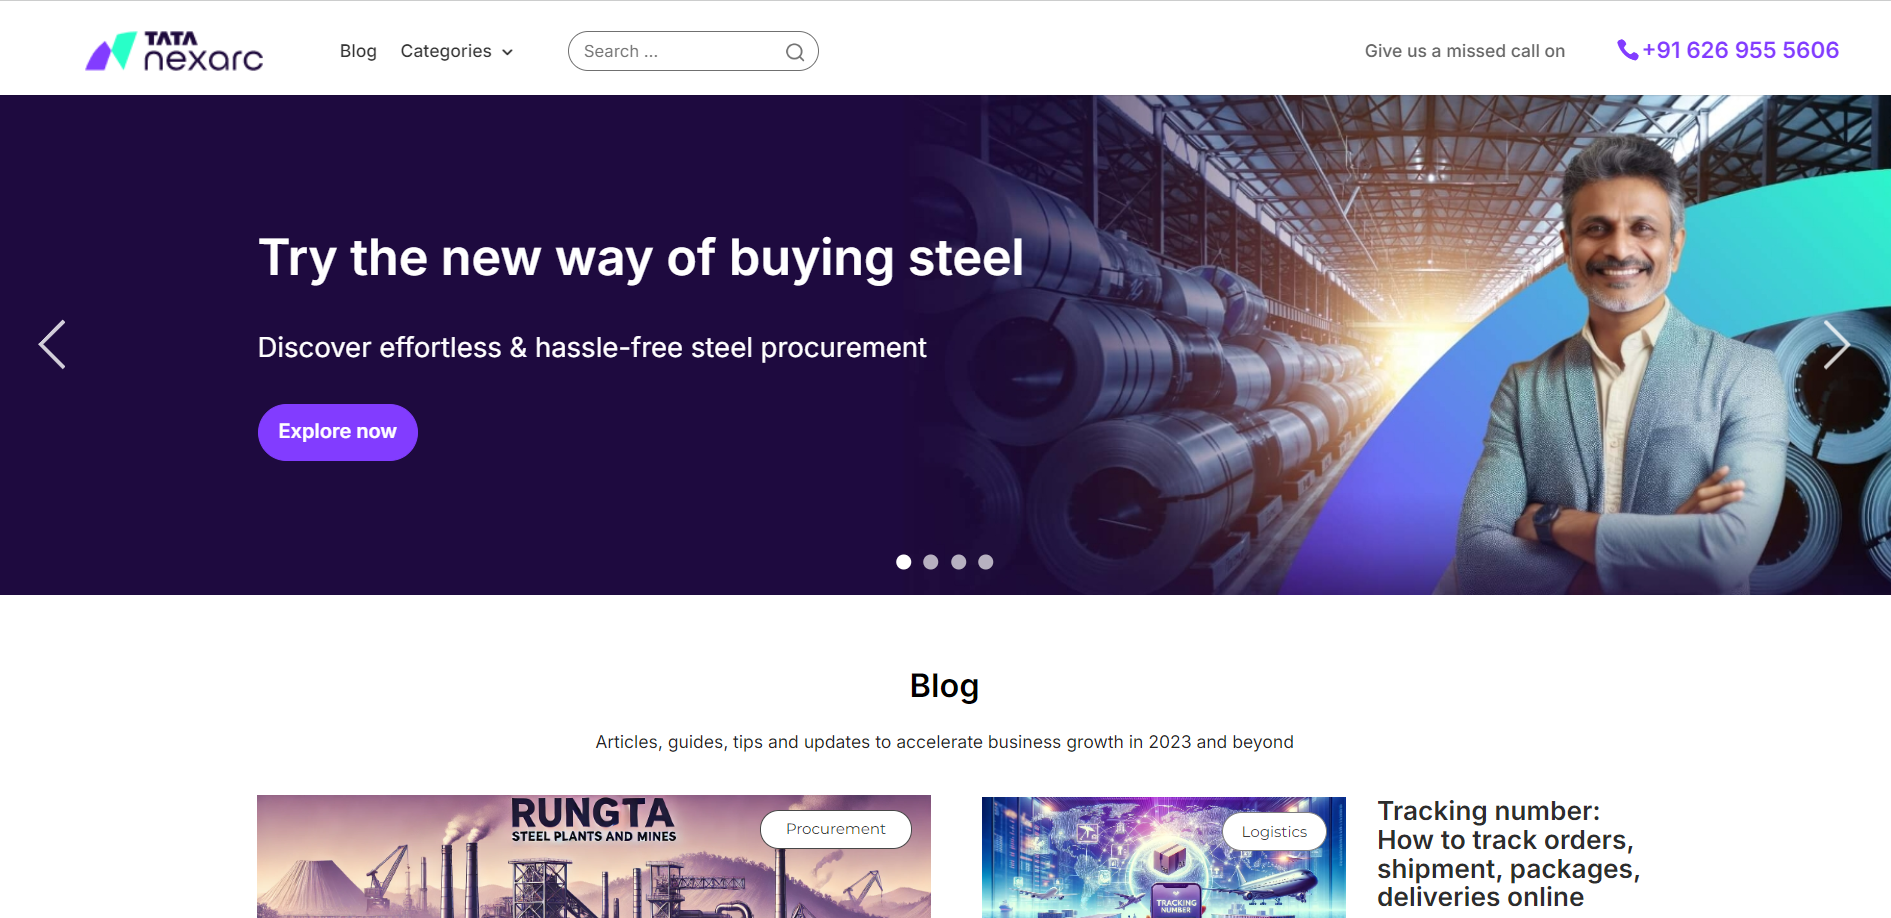 TATA
nexarc
Blog
Categories
Search ...
Give us a missed call on
+91 626 955 5606
Try the new way of buying steel
Discover effortless & hassle-free steel procurement
Explore now
Blog
Articles, guides, tips and updates to accelerate business growth in 2023 and beyond
RUNGTA
STEEL PLANTS AND MINES
Procurement
Logistics
TRACKING
NUMBER
Tracking number:
How to track orders,
shipment, packages,
deliveries online